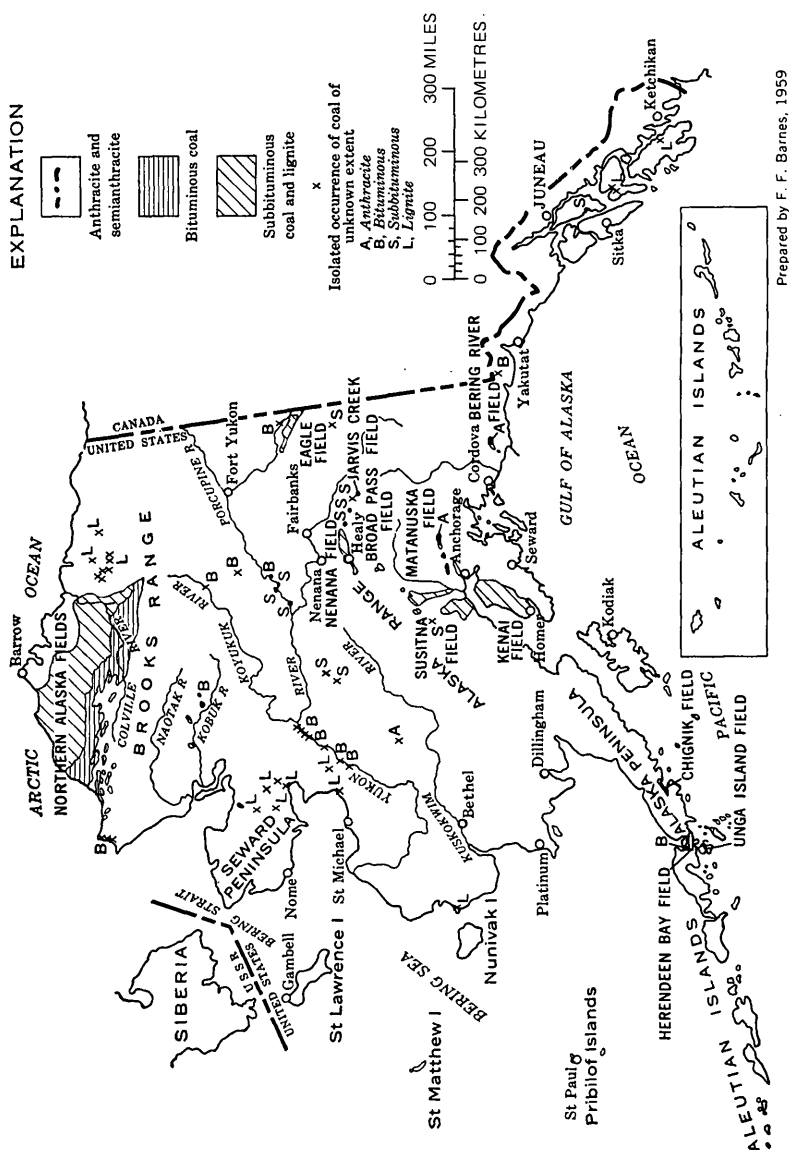 EXPLANATION
Anthracite and
semianthracite
Bituminous coal
Subbituminous
coal and lignite
x
Isolated occurrence of coal of
unknown extent
A, Anthracite
B, Bituminous
S, Subbituminous
L, Lignite
0 100 200 300 MILES
0 100 200 300 KILOMETRES
ARCTIC OCEAN
Barrow
NORTHERN ALASKA FIELDS
COLVILLE RIVER
BROOKS RANGE
NAOTAK R
KOBUK R
KOYUKUK RIVER
PORCUPINE R
CANADA
UNITED STATES
Fort Yukon
SIBERIA
U.S.S.R
UNITED STATES
BERING STRAIT
SEWARD
PENINSULA
Gambell
Nome
St Lawrence I
St Michael
YUKON RIVER
Fairbanks
EAGLE
FIELD
Nenana
NENANA FIELD
Healy
JARVIS CREEK
FIELD
BROAD PASS
FIELD
MATANUSKA
FIELD
ALASKA RANGE
SUSITNA
FIELD
Anchorage
KENAI
FIELD
Homer
Seward
Cordova
BERING RIVER
FIELD
Yakutat
JUNEAU
Sitka
Ketchikan
GULF OF ALASKA
KUSKOKWIM RIVER
Bethel
St Matthew I
BERING SEA
Nunivak I
Platinum
Dillingham
Kodiak
St Paul
Pribilof Islands
ALASKA PENINSULA
HERENDEEN BAY FIELD
CHIGNIK FIELD
UNGA ISLAND FIELD
PACIFIC OCEAN
ALEUTIAN ISLANDS
ALEUTIAN ISLANDS
Prepared by F. F. Barnes, 1959